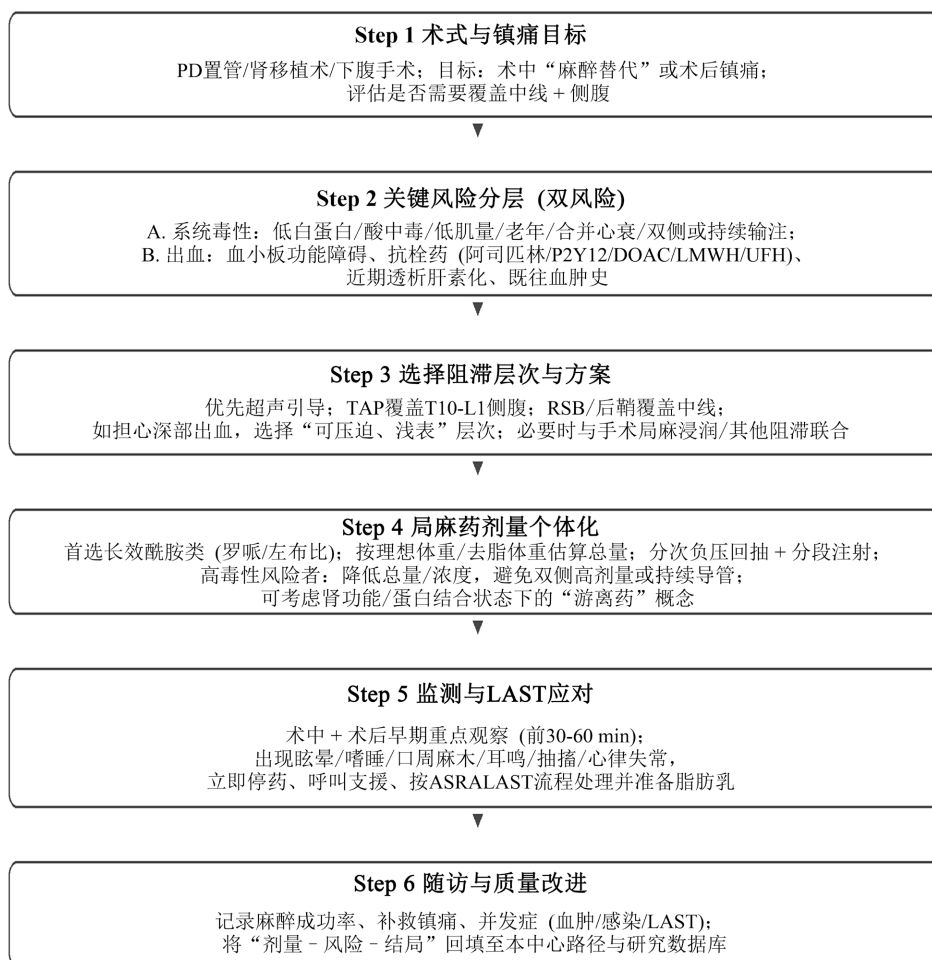 Step 1 术式与镇痛目标
PD置管/肾移植术/下腹手术；目标：术中“麻醉替代”或术后镇痛；
评估是否需要覆盖中线 + 侧腹
Step 2 关键风险分层 (双风险)
A. 系统毒性：低白蛋白/酸中毒/低肌量/老年/合并心衰/双侧或持续输注；
B. 出血：血小板功能障碍、抗栓药 (阿司匹林/P2Y12/DOAC/LMWH/UFH)、
近期透析肝素化、既往血肿史
Step 3 选择阻滞层次与方案
优先超声引导；TAP覆盖T10-L1侧腹；RSB/后鞘覆盖中线；
如担心深部出血，选择“可压迫、浅表”层次；必要时与手术局麻浸润/其他阻滞联合
Step 4 局麻药剂量个体化
首选长效酰胺类 (罗哌/左布比)；按理想体重/去脂体重估算总量；分次负压回抽 + 分段注射；
高毒性风险者：降低总量/浓度，避免双侧高剂量或持续导管；
可考虑肾功能/蛋白结合状态下的“游离药”概念
Step 5 监测与LAST应对
术中 + 术后早期重点观察 (前30-60 min)；
出现眩晕/嗜睡/口周麻木/耳鸣/抽搐/心律失常，
立即停药、呼叫支援、按ASRALAST流程处理并准备脂肪乳
Step 6 随访与质量改进
记录麻醉成功率、补救镇痛、并发症 (血肿/感染/LAST)；
将“剂量 - 风险 - 结局”回填至本中心路径与研究数据库